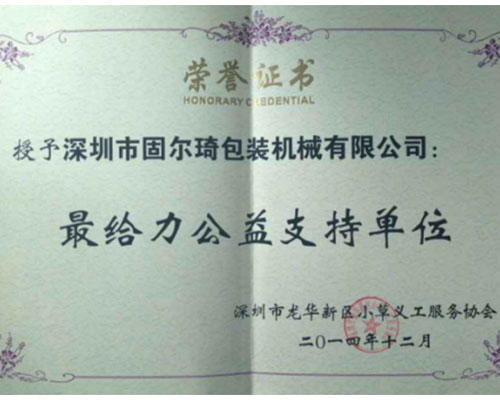 荣誉证书
HONORARY CREDENTIAL
授予深圳市固尔琦包装机械有限公司：
最给力公益支持单位
深圳市龙华新区小草义工服务协会
二〇一四年十二月